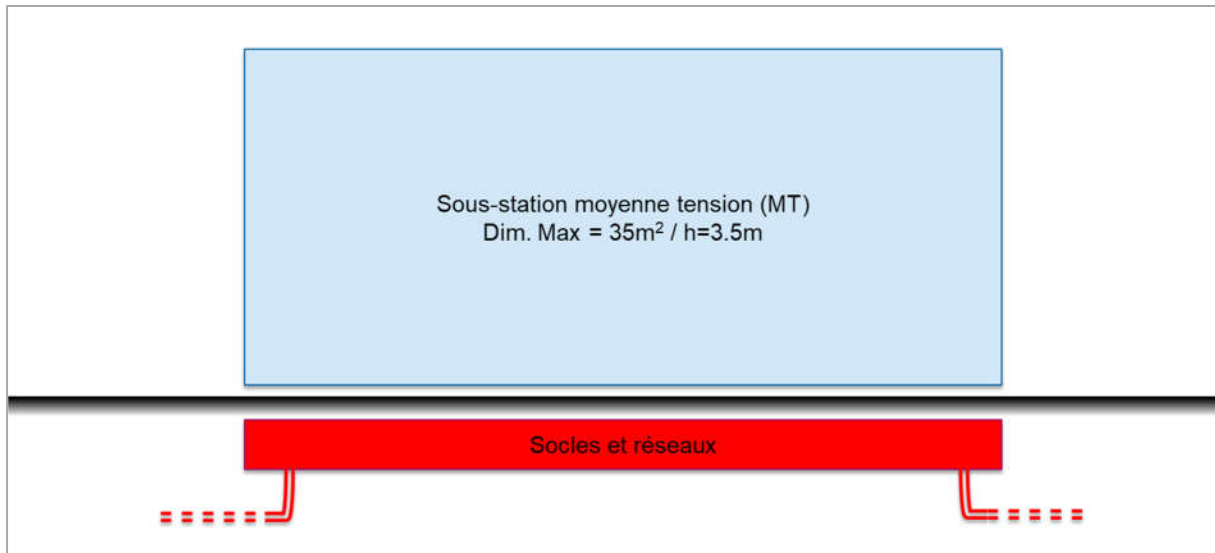 Sous-station moyenne tension (MT)
Dim. Max = 35m² / h=3.5m
Socles et réseaux